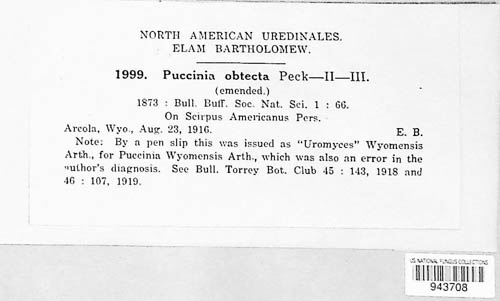 NORTH AMERICAN UREDINALES.
ELAM BARTHOLOMEW.
1999. Puccinia obtecta Peck—II—III.
(emended.)
1873 : Bull. Buff. Soc. Nat. Sci. 1 : 66.
On Scirpus Americanus Pers.
Arcola, Wyo., Aug. 23, 1916. E. B.
Note: By a pen slip this was issued as "Uromyces" Wyomensis
Arth., for Puccinia Wyomensis Arth., which was also an error in the
author's diagnosis. See Bull. Torrey Bot. Club 45 : 143, 1918 and
46 : 107, 1919.
US NATIONAL FUNGUS COLLECTIONS
943708